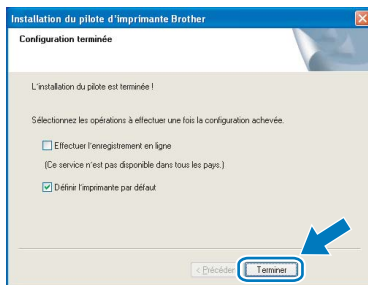 Installation du pilote d'imprimante Brother
Configuration terminée
L'installation du pilote est terminée !
Sélectionnez les opérations à effectuer une fois la configuration achevée.
Effectuer l'enregistrement en ligne
(Ce service n'est pas disponible dans tous les pays.)
Définir l'imprimante par défaut
< Précéden Terminer